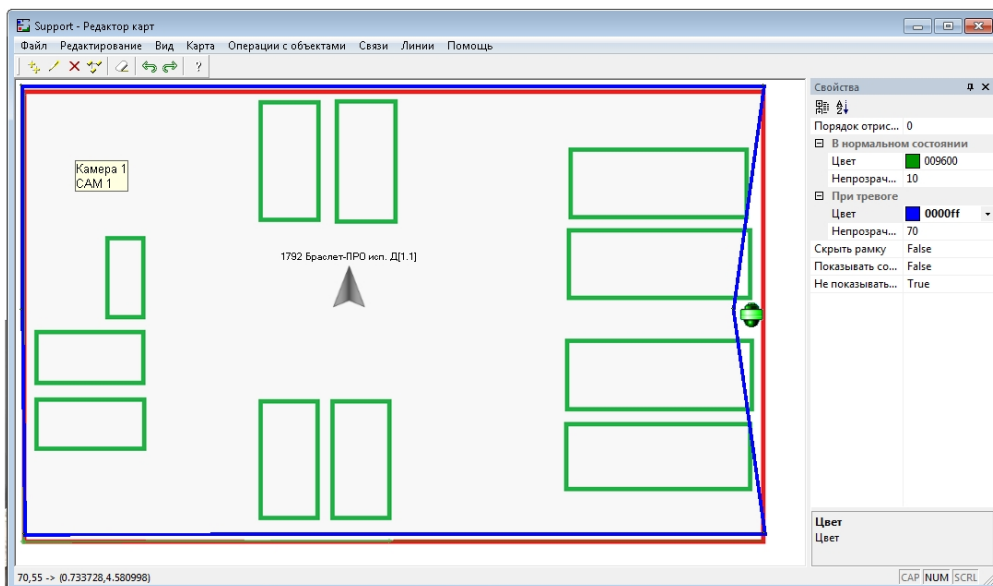 Support - Редактор карт
Файл Редактирование Вид Карта Операции с объектами Связи Линии Помощь
?
Свойства
Порядок отрис... 0
В нормальном состоянии
Цвет 009600
Непрозрач... 10
При тревоге
Цвет 0000ff
Непрозрач... 70
Скрыть рамку False
Показывать со... False
Не показывать... True
Камера 1
CAM 1
1792 Браслет-ПРО исп. Д[1.1]
Цвет
Цвет
70,55 -> (0.733728,4.580998)
CAP NUM SCRL